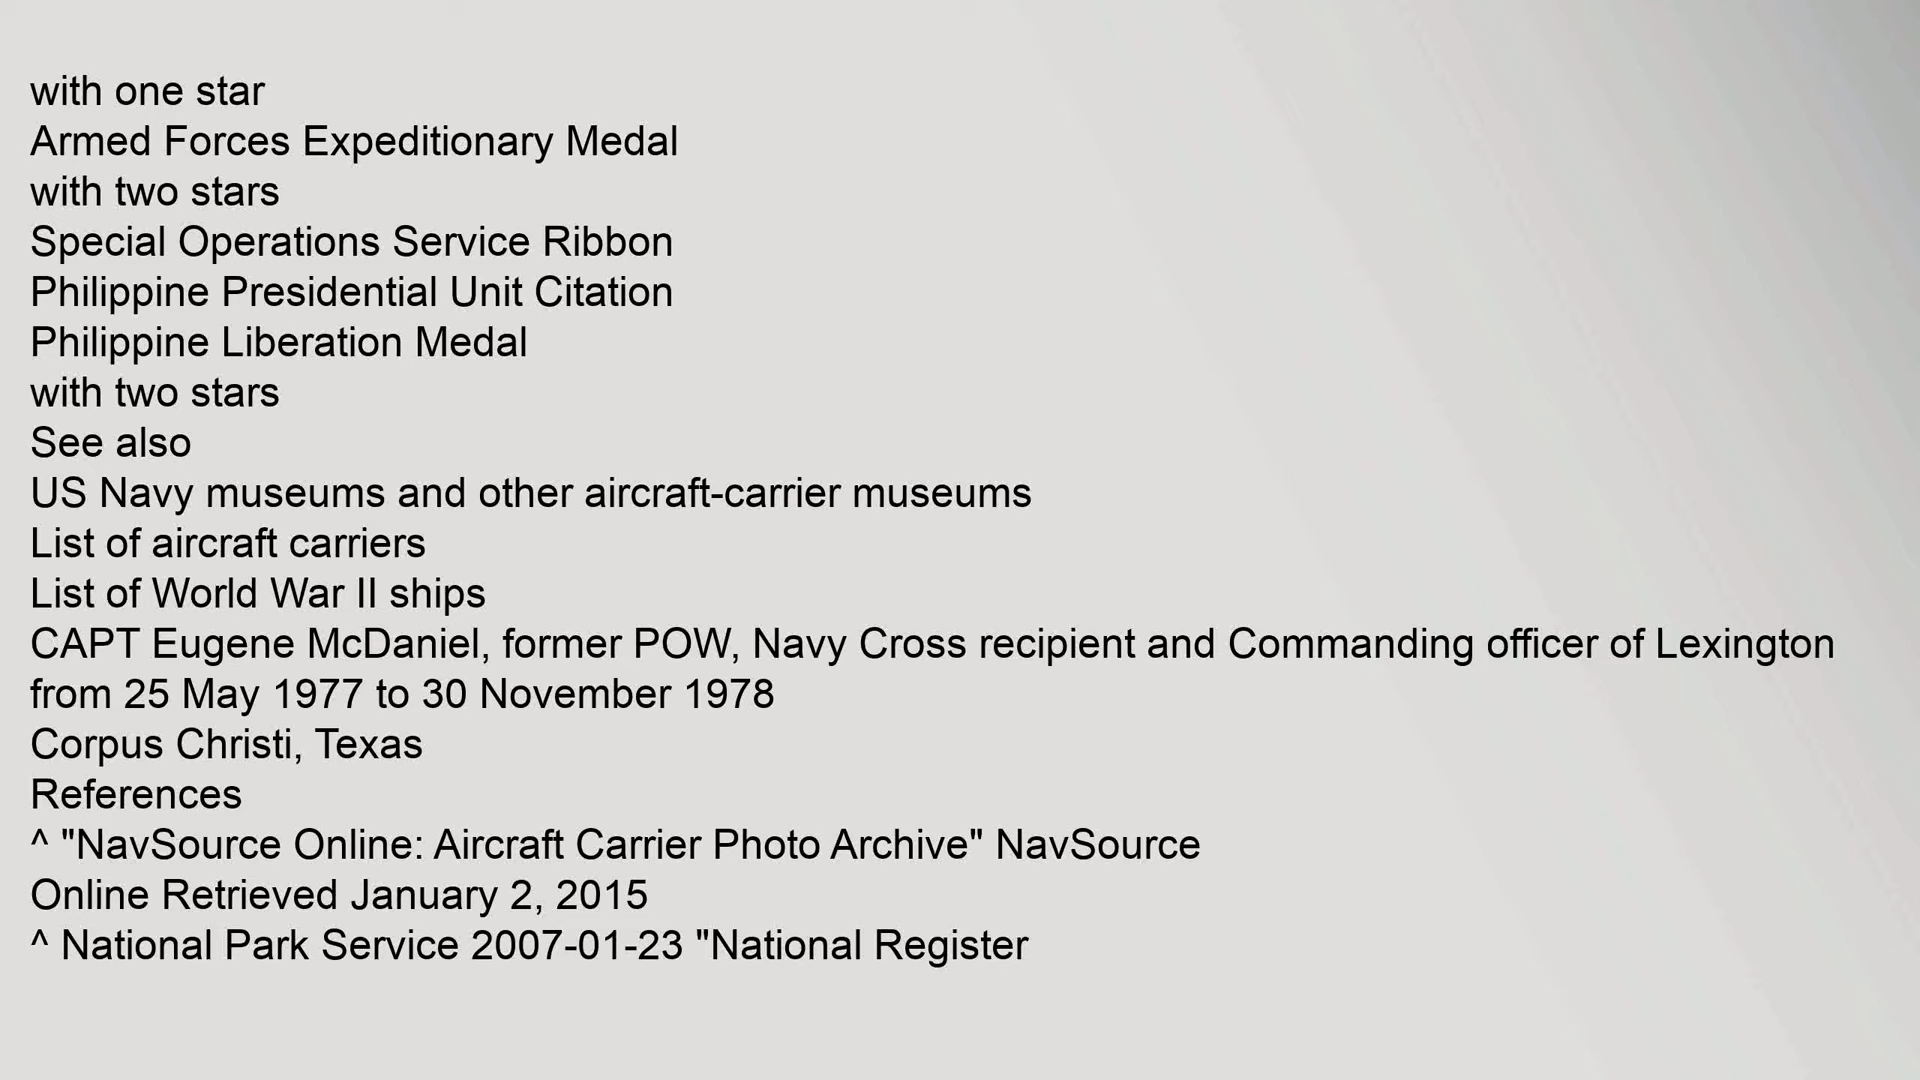 with one star
Armed Forces Expeditionary Medal
with two stars
Special Operations Service Ribbon
Philippine Presidential Unit Citation
Philippine Liberation Medal
with two stars
See also
US Navy museums and other aircraft-carrier museums
List of aircraft carriers
List of World War II ships
CAPT Eugene McDaniel, former POW, Navy Cross recipient and Commanding officer of Lexington
from 25 May 1977 to 30 November 1978
Corpus Christi, Texas
References
^ "NavSource Online: Aircraft Carrier Photo Archive" NavSource
Online Retrieved January 2, 2015
^ National Park Service 2007-01-23 "National Register